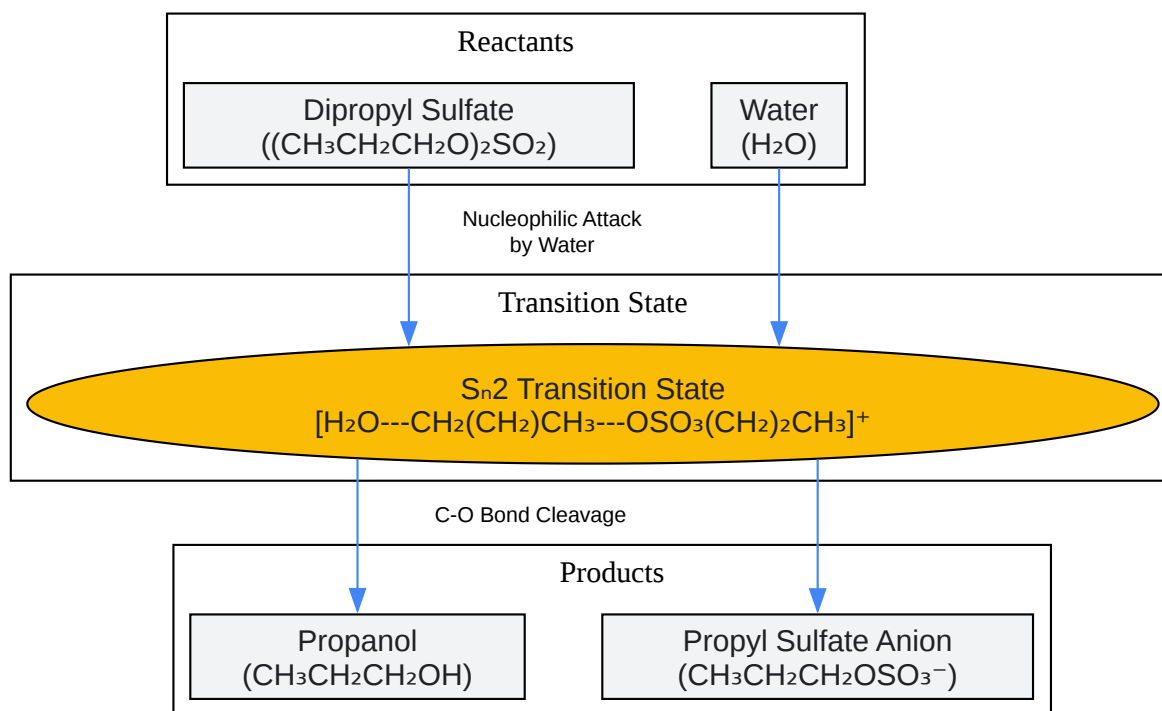 Reactants
Dipropyl Sulfate
((CH₃CH₂CH₂O)₂SO₂)
Water
(H₂O)
Nucleophilic Attack
by Water
Transition State
Sₙ2 Transition State
[H₂O---CH₂(CH₂)CH₃---OSO₃(CH₂)₂CH₃]⁺
C-O Bond Cleavage
Products
Propanol
(CH₃CH₂CH₂OH)
Propyl Sulfate Anion
(CH₃CH₂CH₂OSO₃⁻)